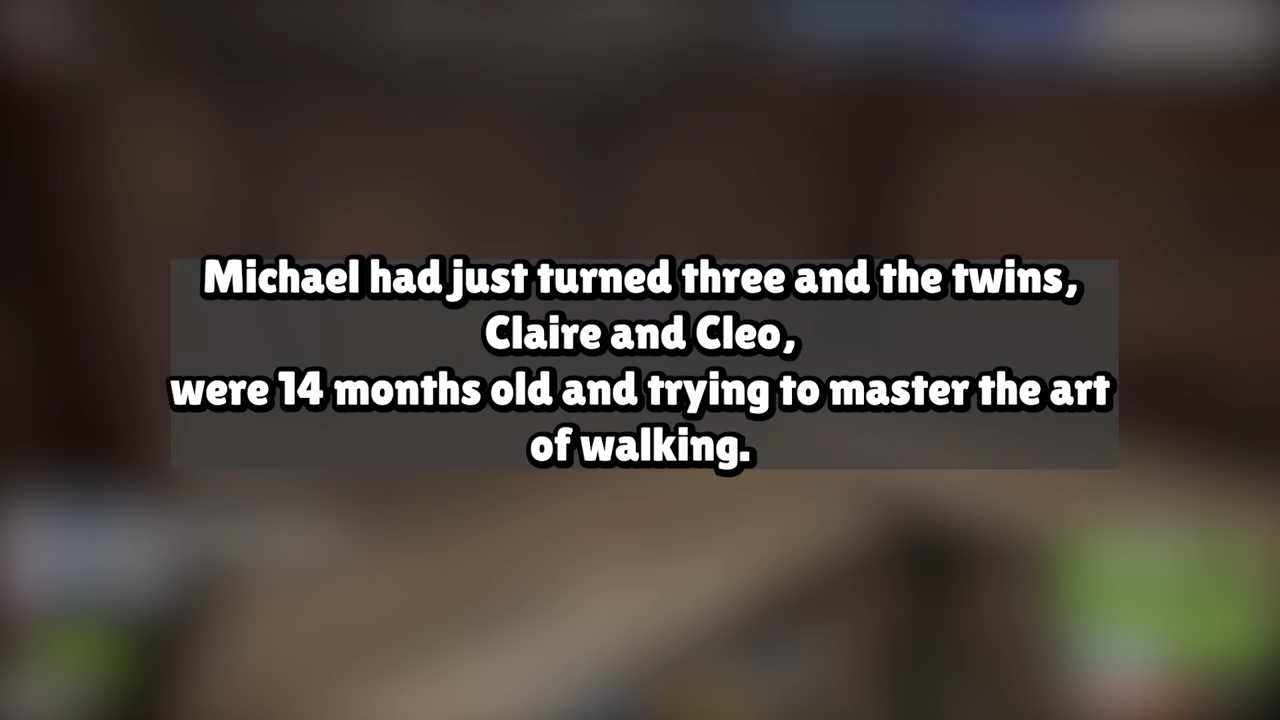 Michael had just turned three and the twins,
Claire and Cleo,
were 14 months old and trying to master the art
of walking.